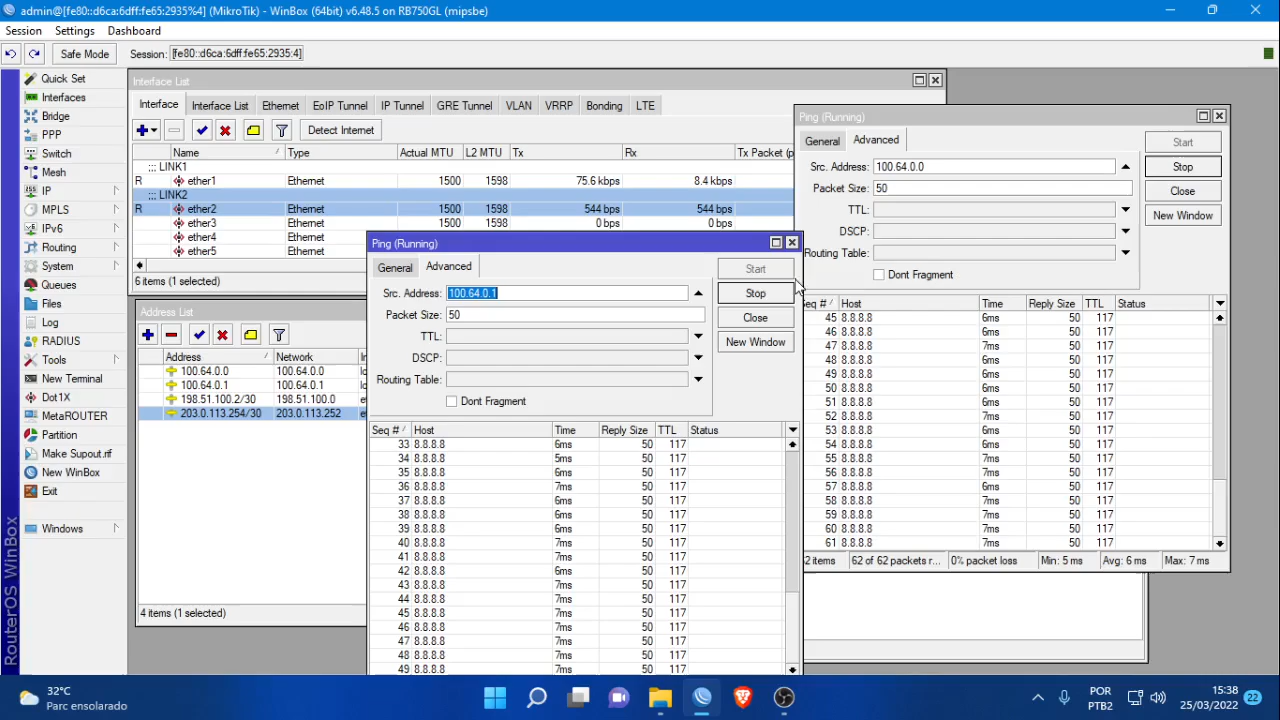 admin@[fe80::d6ca:6dff:fe65:2935%4] (MikroTik) - WinBox (64bit) v6.48.5 on RB750GL (mipsbe)
Session Settings Dashboard
Safe Mode Session: [fe80::d6ca:6dff:fe65:2935:4]
Quick Set
Interfaces
Bridge
PPP
Switch
Mesh
IP
MPLS
IPv6
Routing
System
Queues
Files
Log
RADIUS
Tools
New Terminal
Dot1X
MetaROUTER
Partition
Make Supout.rif
New WinBox
Exit
Windows
RouterOS WinBox
Interface List
Interface Interface List Ethernet EoIP Tunnel IP Tunnel GRE Tunnel VLAN VRRP Bonding LTE
Detect Internet
Name Type Actual MTU L2 MTU Tx Rx Tx Packet (p
;;; LINK1
R ether1 Ethernet 1500 1598 75.6 kbps 8.4 kbps
;;; LINK2
R ether2 Ethernet 1500 1598 544 bps 544 bps
ether3 Ethernet 1500 1598 0 bps 0 bps
ether4 Ethernet
ether5 Ethernet
6 items (1 selected)
Address List
Address Network
100.64.0.0 100.64.0.0
100.64.0.1 100.64.0.1
198.51.100.2/30 198.51.100.0
203.0.113.254/30 203.0.113.252
4 items (1 selected)
Ping (Running)
General Advanced
Src. Address: 100.64.0.1
Packet Size: 50
TTL:
DSCP:
Routing Table:
Dont Fragment
Start
Stop
Close
New Window
Seq # Host Time Reply Size TTL Status
33 8.8.8.8 6ms 50 117
34 8.8.8.8 5ms 50 117
35 8.8.8.8 6ms 50 117
36 8.8.8.8 7ms 50 117
37 8.8.8.8 6ms 50 117
38 8.8.8.8 6ms 50 117
39 8.8.8.8 6ms 50 117
40 8.8.8.8 7ms 50 117
41 8.8.8.8 7ms 50 117
42 8.8.8.8 6ms 50 117
43 8.8.8.8 7ms 50 117
44 8.8.8.8 6ms 50 117
45 8.8.8.8 7ms 50 117
46 8.8.8.8 7ms 50 117
47 8.8.8.8 7ms 50 117
48 8.8.8.8 7ms 50 117
49 8.8.8.8 7ms 50 117
Ping (Running)
General Advanced
Src. Address: 100.64.0.0
Packet Size: 50
TTL:
DSCP:
Routing Table:
Dont Fragment
Start
Stop
Close
New Window
Seq # Host Time Reply Size TTL Status
45 8.8.8.8 6ms 50 117
46 8.8.8.8 6ms 50 117
47 8.8.8.8 7ms 50 117
48 8.8.8.8 7ms 50 117
49 8.8.8.8 6ms 50 117
50 8.8.8.8 6ms 50 117
51 8.8.8.8 6ms 50 117
52 8.8.8.8 7ms 50 117
53 8.8.8.8 6ms 50 117
54 8.8.8.8 6ms 50 117
55 8.8.8.8 7ms 50 117
56 8.8.8.8 7ms 50 117
57 8.8.8.8 6ms 50 117
58 8.8.8.8 7ms 50 117
59 8.8.8.8 7ms 50 117
60 8.8.8.8 7ms 50 117
61 8.8.8.8 7ms 50 117
2 items 62 of 62 packets r... 0% packet loss Min: 5 ms Avg: 6 ms Max: 7 ms
32°C
Parc ensolarado
POR
PTB2
15:38
25/03/2022
22